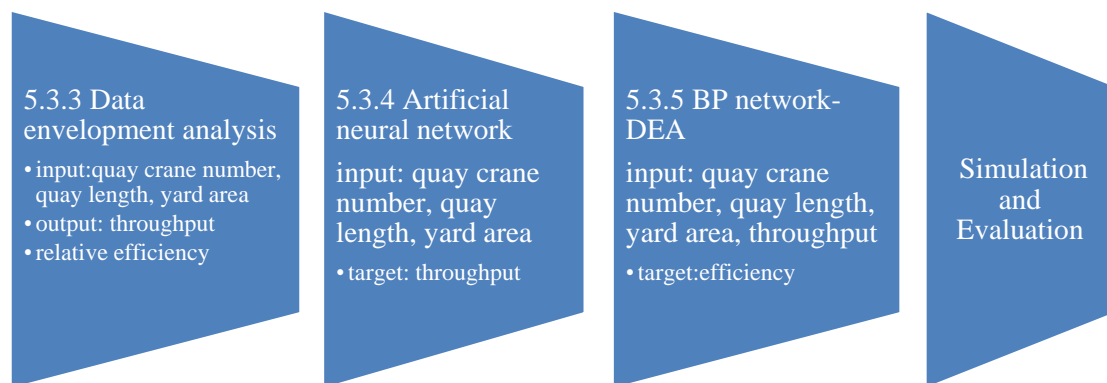 5.3.3 Data
envelopment analysis
• input:quay crane number,
quay length, yard area
• output: throughput
• relative efficiency
5.3.4 Artificial
neural network
input: quay crane
number, quay
length, yard area
• target: throughput
5.3.5 BP network-
DEA
input: quay crane
number, quay length,
yard area, throughput
• target:efficiency
Simulation
and
Evaluation